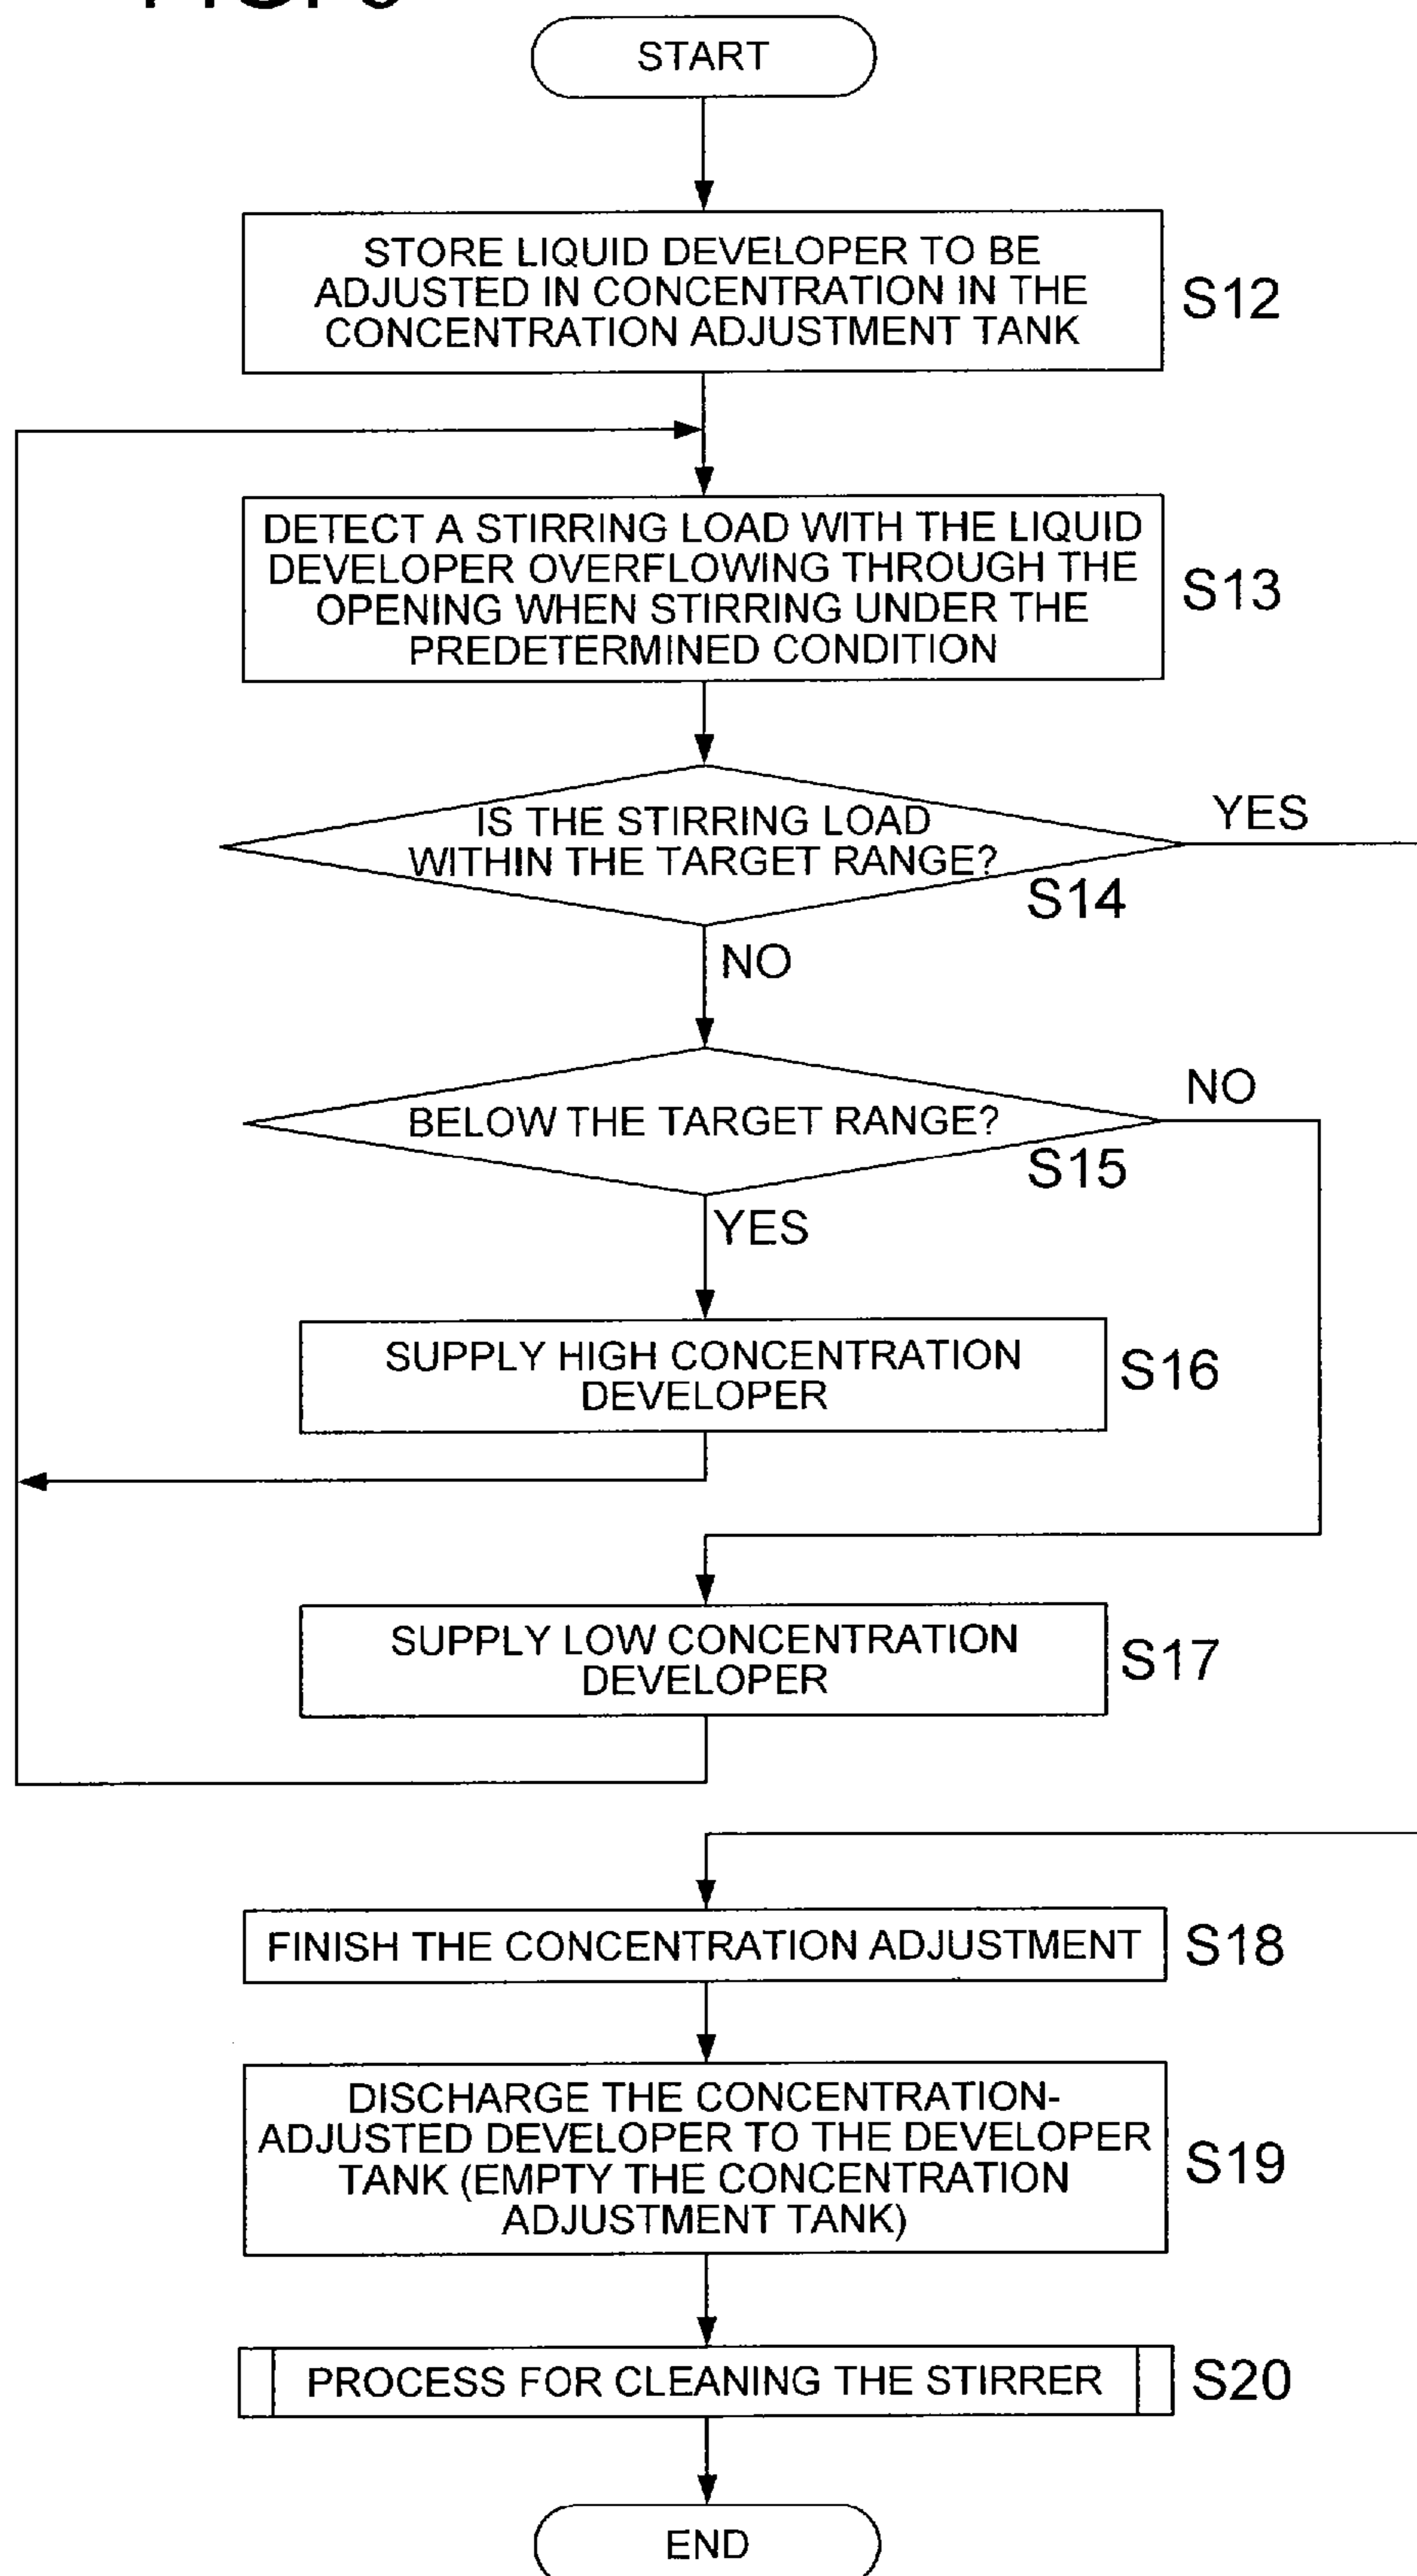 START
STORE LIQUID DEVELOPER TO BE
ADJUSTED IN CONCENTRATION IN THE
CONCENTRATION ADJUSTMENT TANK
S12
DETECT A STIRRING LOAD WITH THE LIQUID
DEVELOPER OVERFLOWING THROUGH THE
OPENING WHEN STIRRING UNDER THE
PREDETERMINED CONDITION
S13
IS THE STIRRING LOAD
WITHIN THE TARGET RANGE?
YES
S14
NO
BELOW THE TARGET RANGE?
NO
S15
YES
SUPPLY HIGH CONCENTRATION
DEVELOPER
S16
SUPPLY LOW CONCENTRATION
DEVELOPER
S17
FINISH THE CONCENTRATION ADJUSTMENT
S18
DISCHARGE THE CONCENTRATION-
ADJUSTED DEVELOPER TO THE DEVELOPER
TANK (EMPTY THE CONCENTRATION
ADJUSTMENT TANK)
S19
PROCESS FOR CLEANING THE STIRRER
S20
END